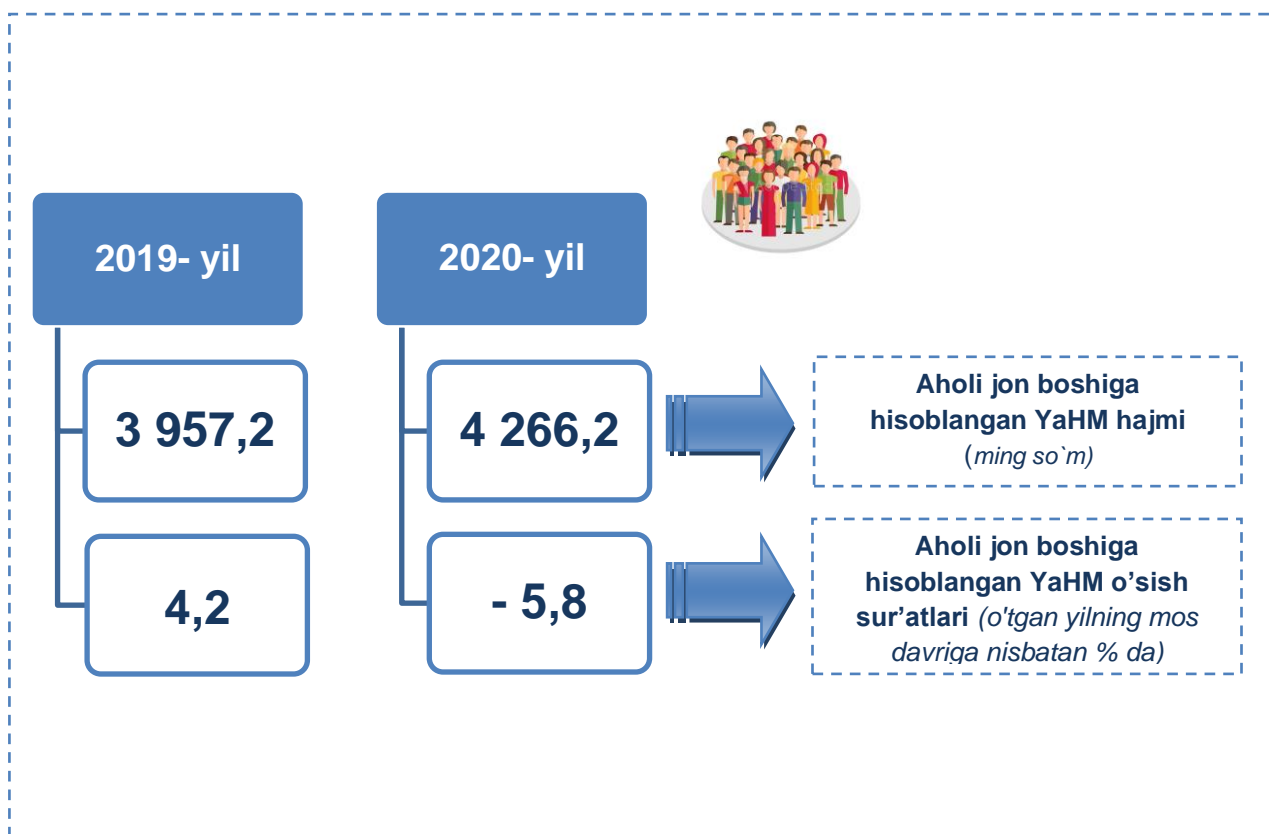 2019- yil
2020- yil
3 957,2
4 266,2
Aholi jon boshiga
hisoblangan YaHM hajmi
(ming so`m)
4,2
- 5,8
Aholi jon boshiga
hisoblangan YaHM o’sish
sur’atlari (o'tgan yilning mos
davriga nisbatan % da)